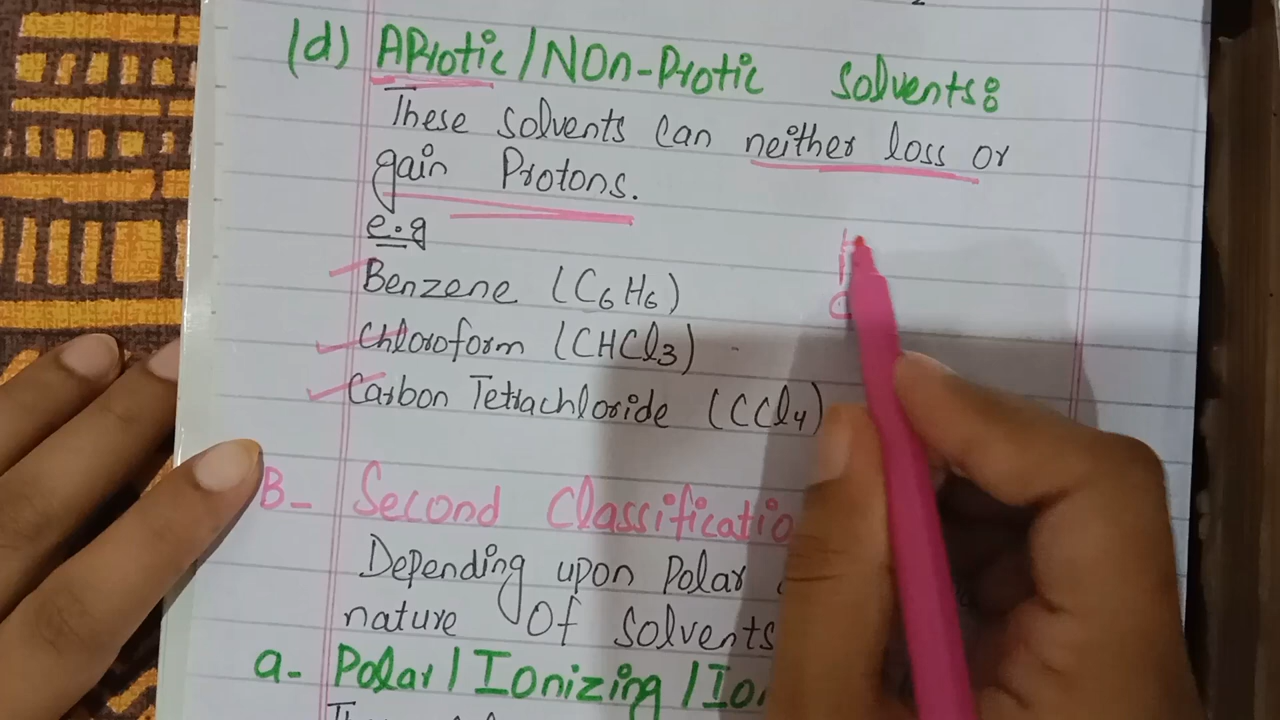 (d) AProtic/NOn-Protic Solvents:
These solvents can neither loss or
gain Protons.
e.g
Benzene (C6H6)
Chloroform (CHCl3)
Carbon Tetrachloride (CCl4)
B- Second Classificatio
Depending upon Polar
nature Of Solvents
a- Polar/Ionizing/Io